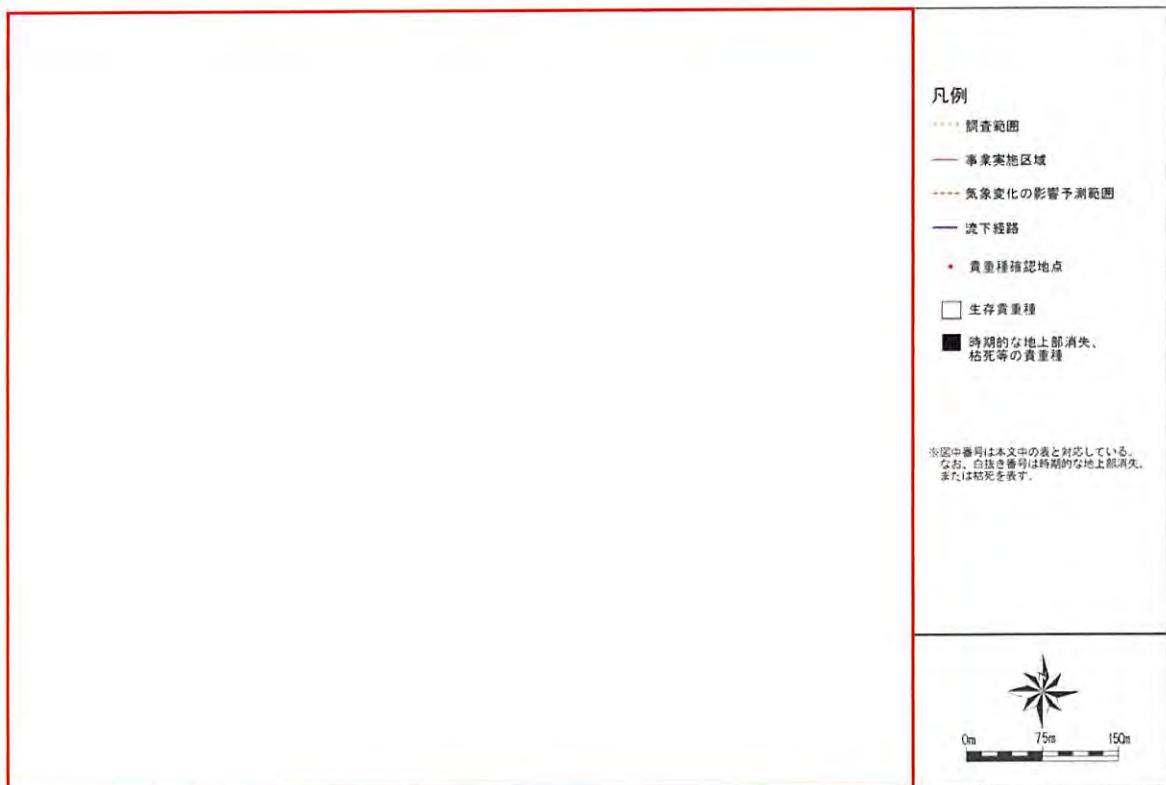 凡例
調査範囲
事業実施区域
気象変化の影響予測範囲
流下経路
貴重種確認地点
生存貴重種
時期的な地上部消失、
枯死等の貴重種
※図中番号は本文中の表と対応している。
なお、白抜き番号は時期的な地上部消失、
または枯死を表す。
N
0m 75m 150m